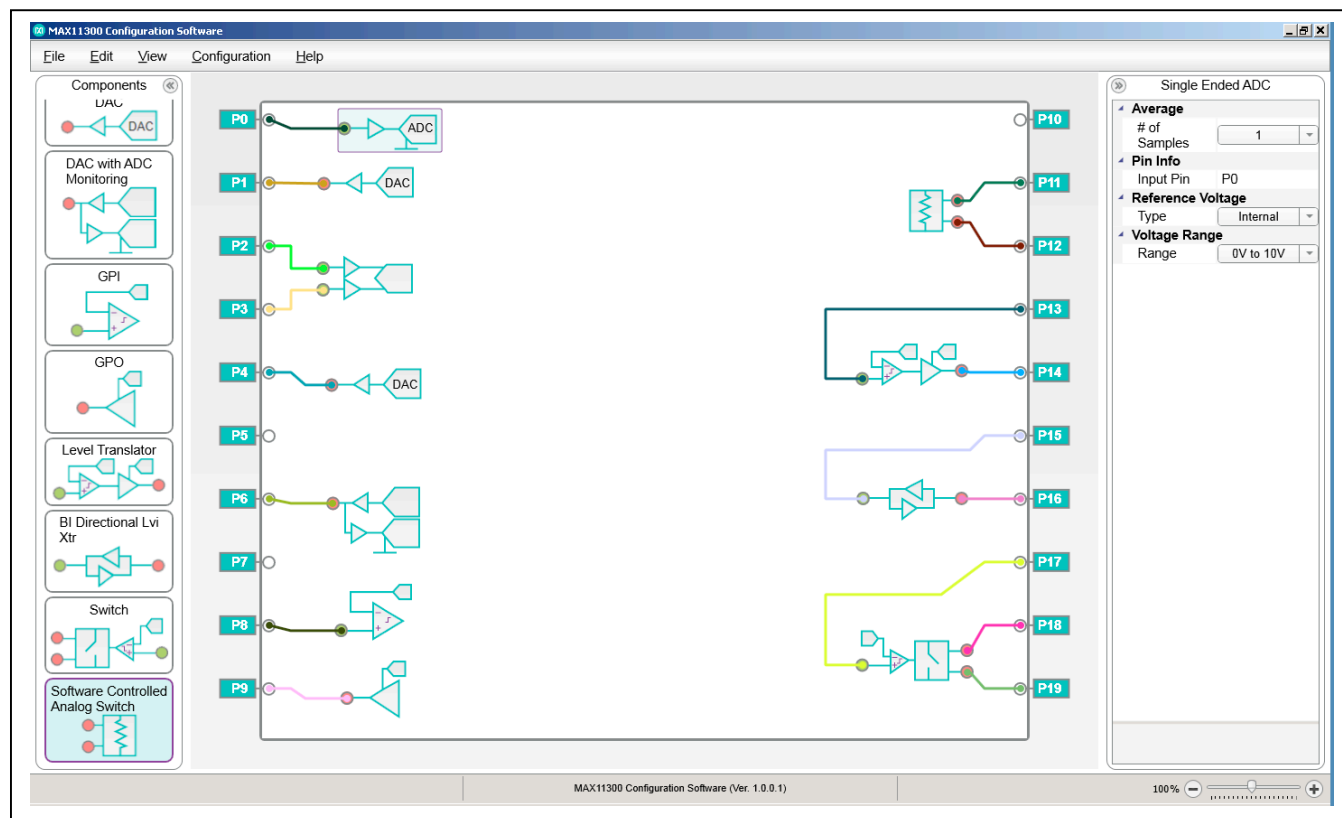 MAX11300 Configuration Software
File Edit View Configuration Help
Components
DAC
DAC
DAC with ADC
Monitoring
GPI
GPO
Level Translator
BI Directional Lvi
Xtr
Switch
Software Controlled
Analog Switch
P0
ADC
P1
DAC
P2
P3
P4
DAC
P5
P6
P7
P8
P9
P10
P11
P12
P13
P14
P15
P16
P17
P18
P19
Single Ended ADC
Average
# of
Samples 1
Pin Info
Input Pin P0
Reference Voltage
Type Internal
Voltage Range
Range 0V to 10V
MAX11300 Configuration Software (Ver. 1.0.0.1)
100%